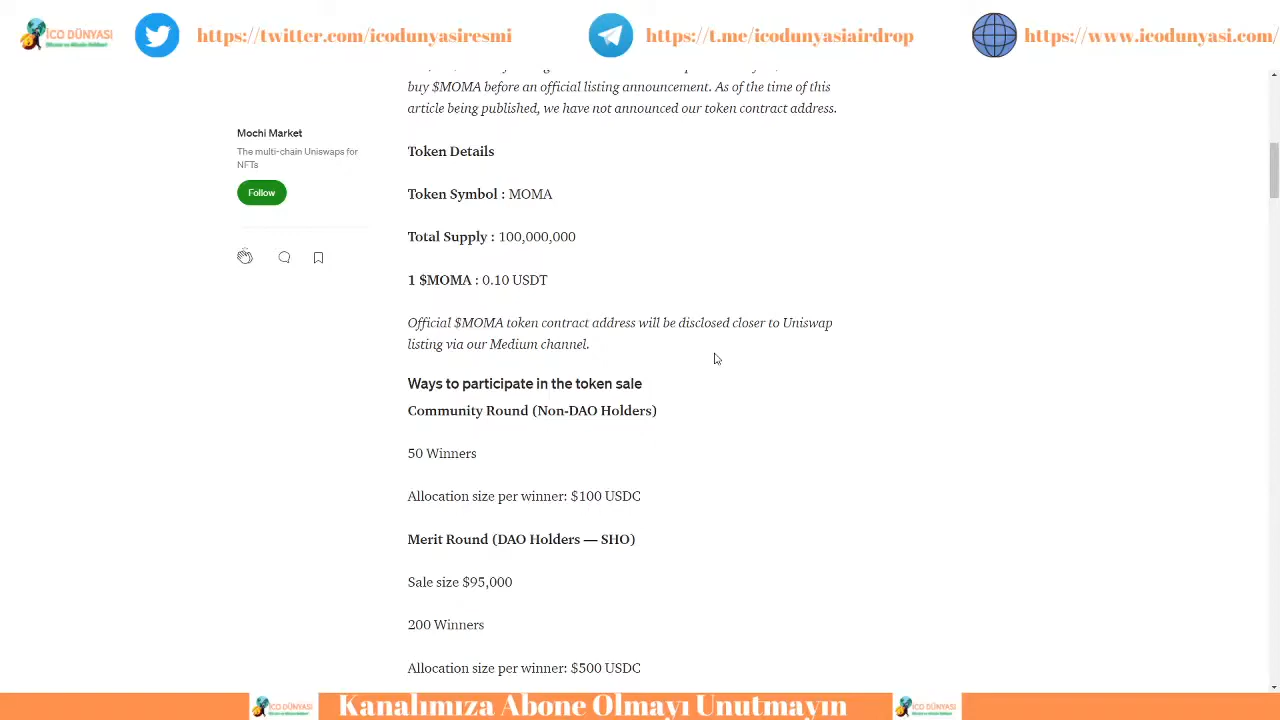 İCO DÜNYASI
https://twitter.com/icodunyasiresmi
https://t.me/icodunyasiairdrop
https://www.icodunyasi.com/
buy $MOMA before an official listing announcement. As of the time of this
article being published, we have not announced our token contract address.
Mochi Market
The multi-chain Uniswaps for
NFTs
Follow
Token Details
Token Symbol : MOMA
Total Supply : 100,000,000
1 $MOMA : 0.10 USDT
Official $MOMA token contract address will be disclosed closer to Uniswap
listing via our Medium channel.
Ways to participate in the token sale
Community Round (Non-DAO Holders)
50 Winners
Allocation size per winner: $100 USDC
Merit Round (DAO Holders — SHO)
Sale size $95,000
200 Winners
Allocation size per winner: $500 USDC
İCO DÜNYASI
Kanalımıza Abone Olmayı Unutmayın
İCO DÜNYASI